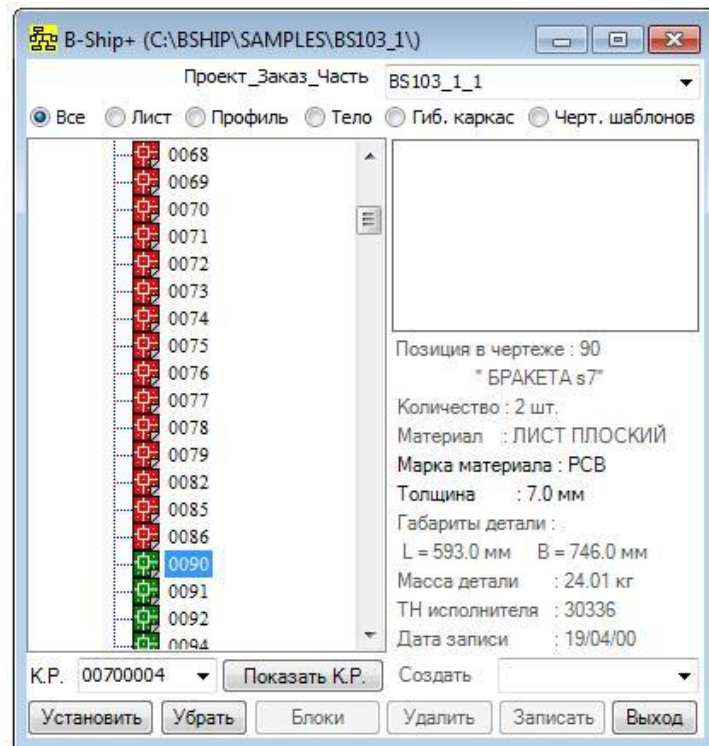 B-Ship+ (C:\BSHIP\SAMPLES\BS103_1\)
Проект_Заказ_Часть BS103_1_1
Все Лист Профиль Тело Гиб. каркас Черт. шаблонов
0068
0069
0070
0071
0072
0073
0074
0075
0076
0077
0078
0079
0082
0085
0086
0090
0091
0092
0094
Позиция в чертеже : 90
" БРАКЕТА s7"
Количество : 2 шт.
Материал : ЛИСТ ПЛОСКИЙ
Марка материала : РСВ
Толщина : 7.0 мм
Габариты детали :
L = 593.0 мм B = 746.0 мм
Масса детали : 24.01 кг
ТН исполнителя : 30336
Дата записи : 19/04/00
К.Р. 00700004 Показать К.Р. Создать
Установить Убрать Блоки Удалить Записать Выход